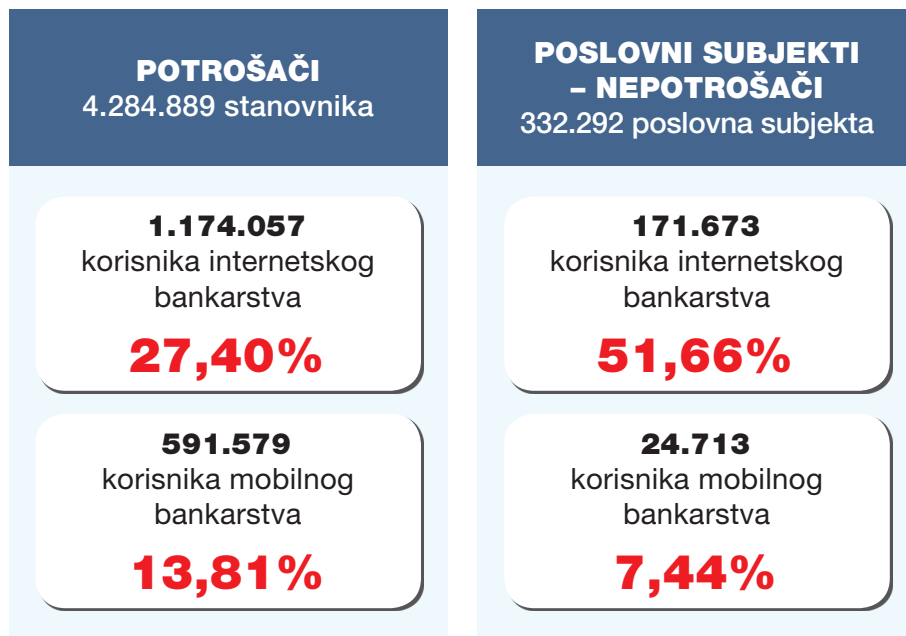 POTROŠAČI
4.284.889 stanovnika
1.174.057
korisnika internetskog
bankarstva
27,40%
591.579
korisnika mobilnog
bankarstva
13,81%
POSLOVNI SUBJEKTI
– NEPOTROŠAČI
332.292 poslovna subjekta
171.673
korisnika internetskog
bankarstva
51,66%
24.713
korisnika mobilnog
bankarstva
7,44%